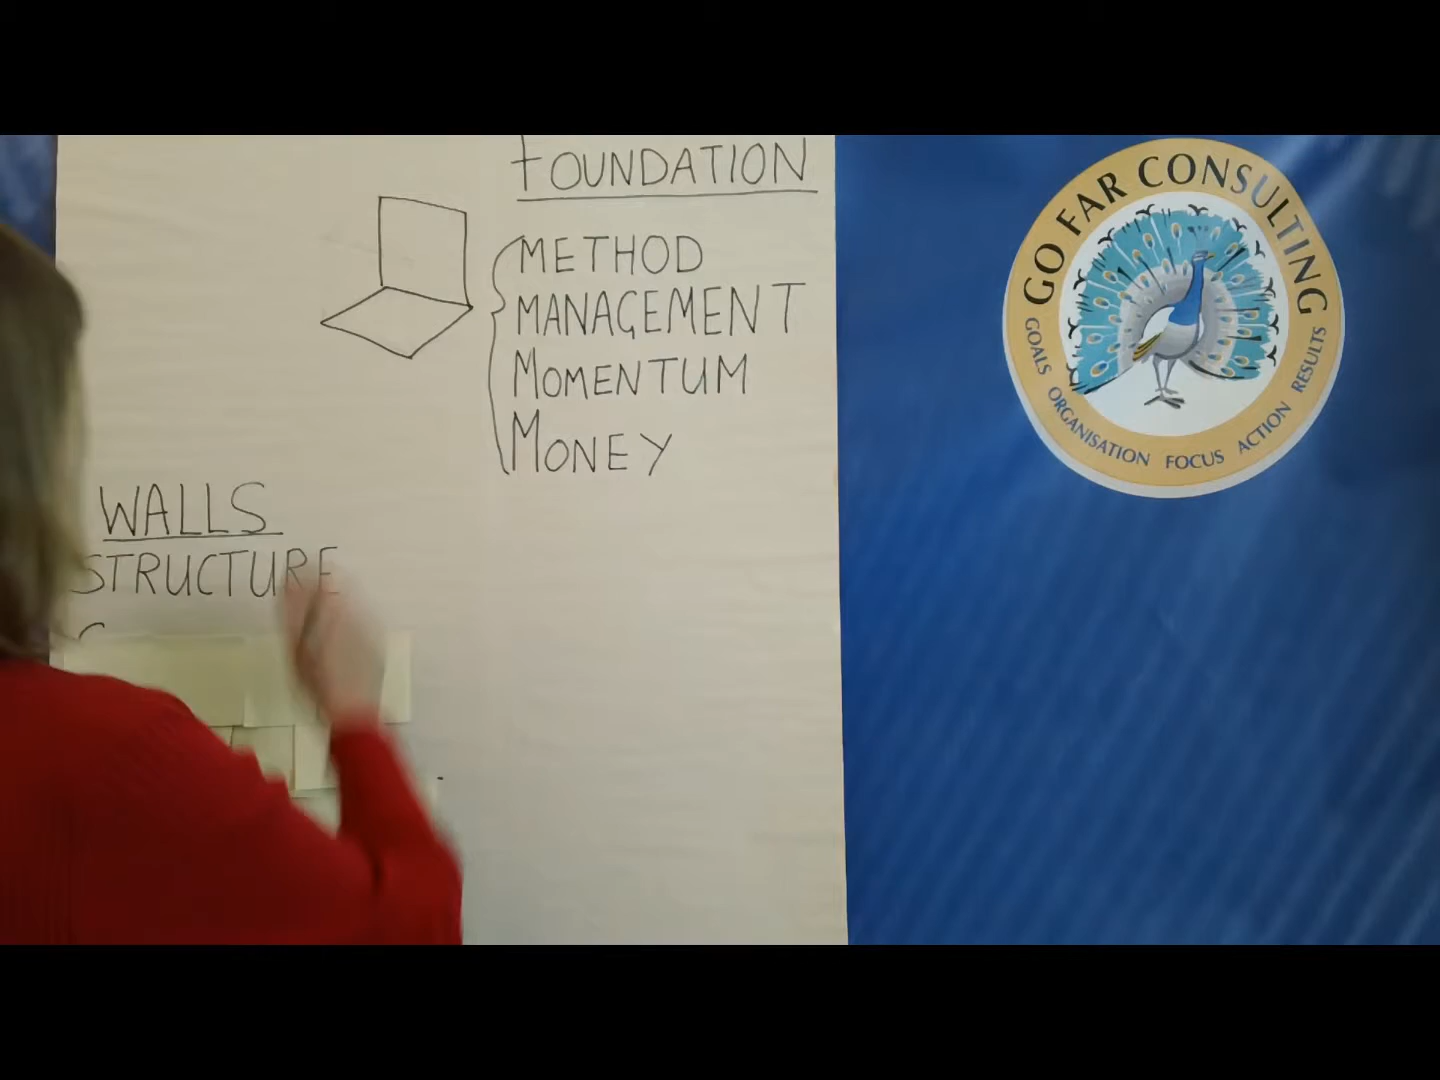 FOUNDATION
METHOD
MANAGEMENT
MOMENTUM
MONEY
WALLS
STRUCTURE
GO FAR CONSULTING
GOALS ORGANISATION FOCUS ACTION RESULTS